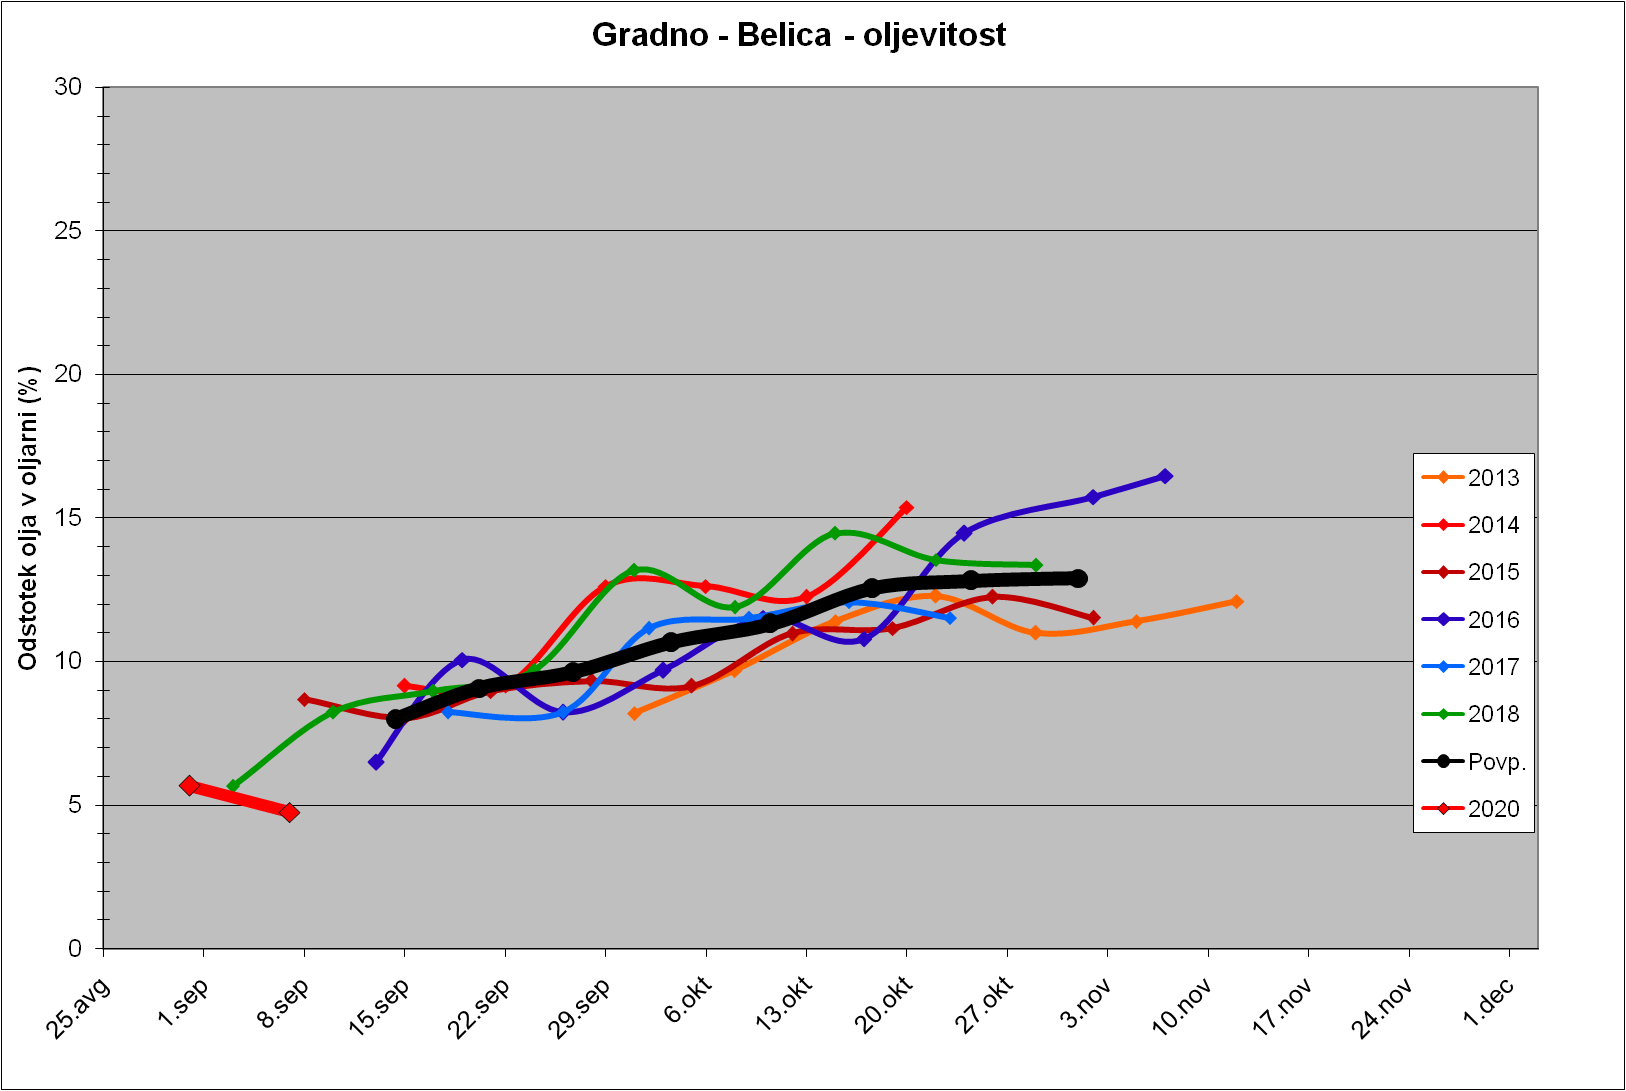 Gradno - Belica - oljevitost
Odstotek olja v oljarni (%)
30
25
20
15
10
5
0
25.avg
1.sep
8.sep
15.sep
22.sep
29.sep
6.okt
13.okt
20.okt
27.okt
3.nov
10.nov
17.nov
24.nov
1.dec
2013
2014
2015
2016
2017
2018
Povp.
2020